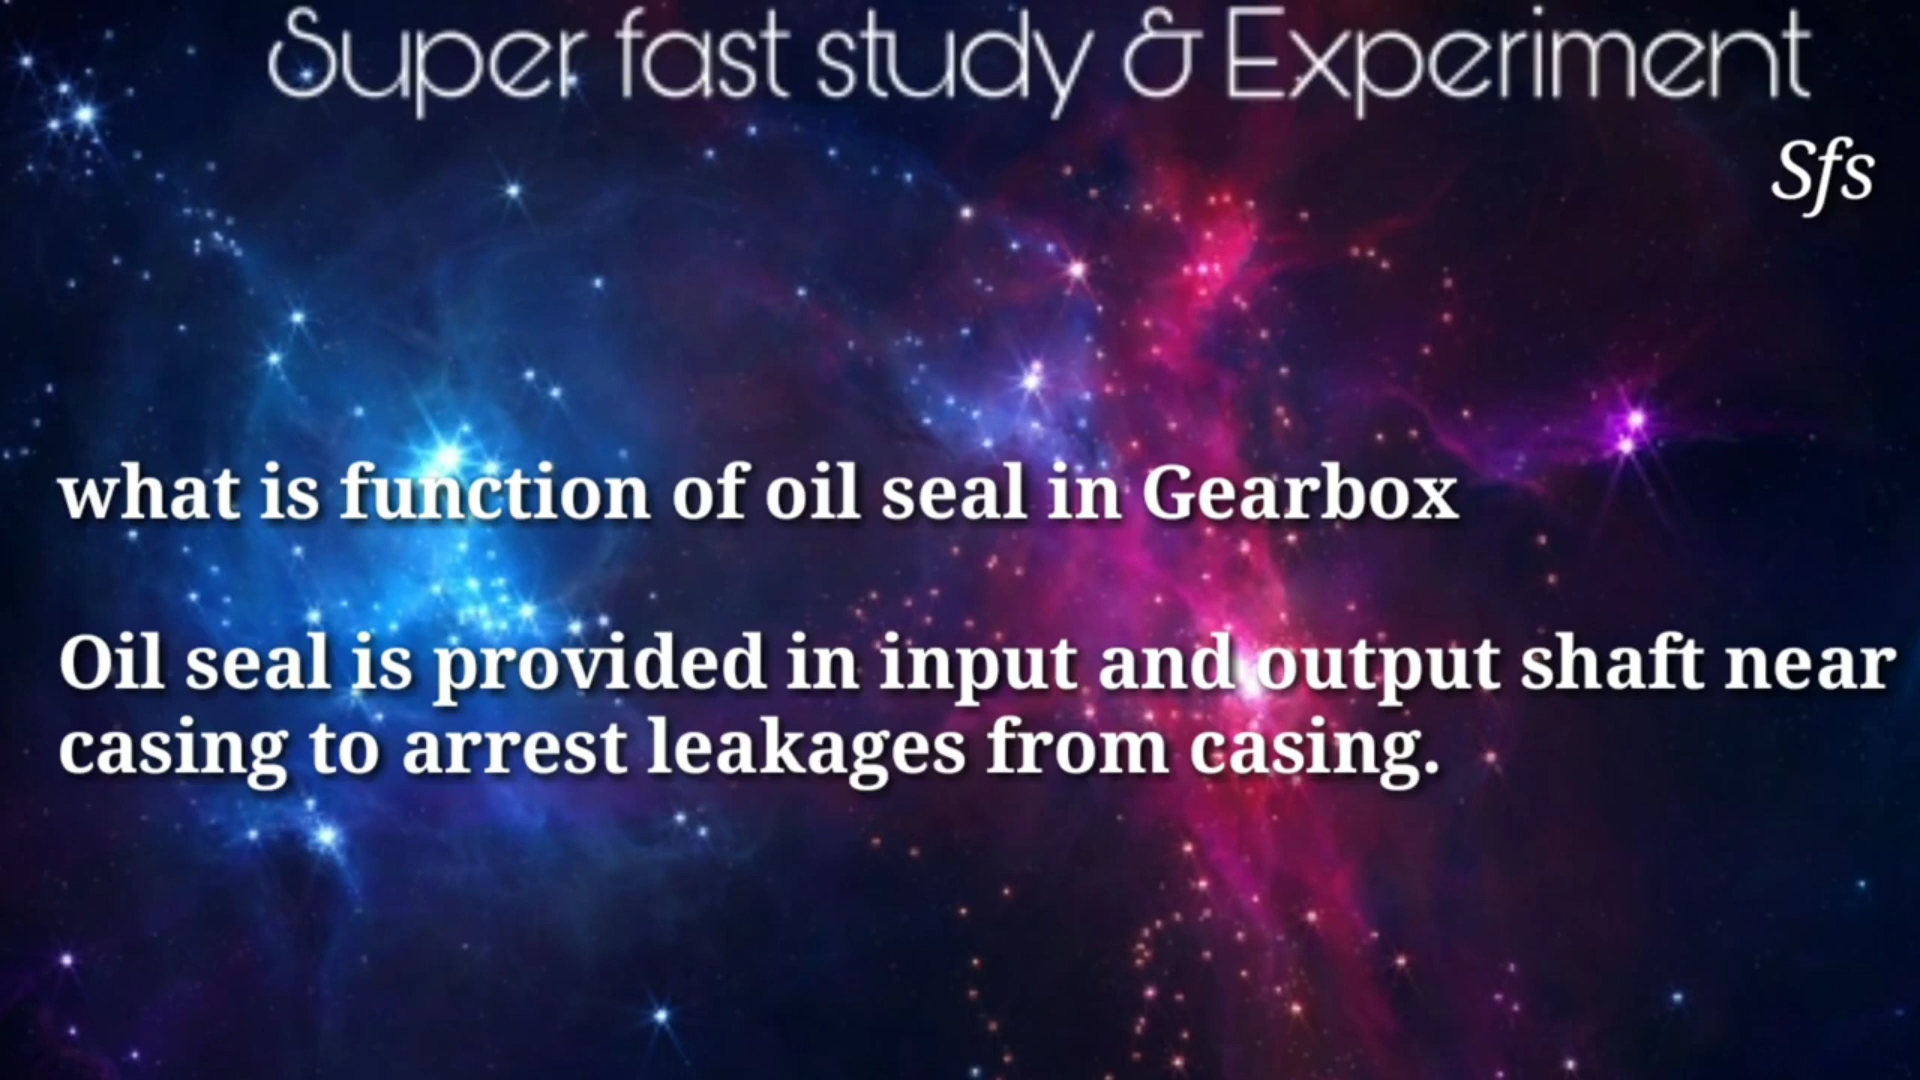 Super fast study & Experiment
Sfs
what is function of oil seal in Gearbox
Oil seal is provided in input and output shaft near
casing to arrest leakages from casing.